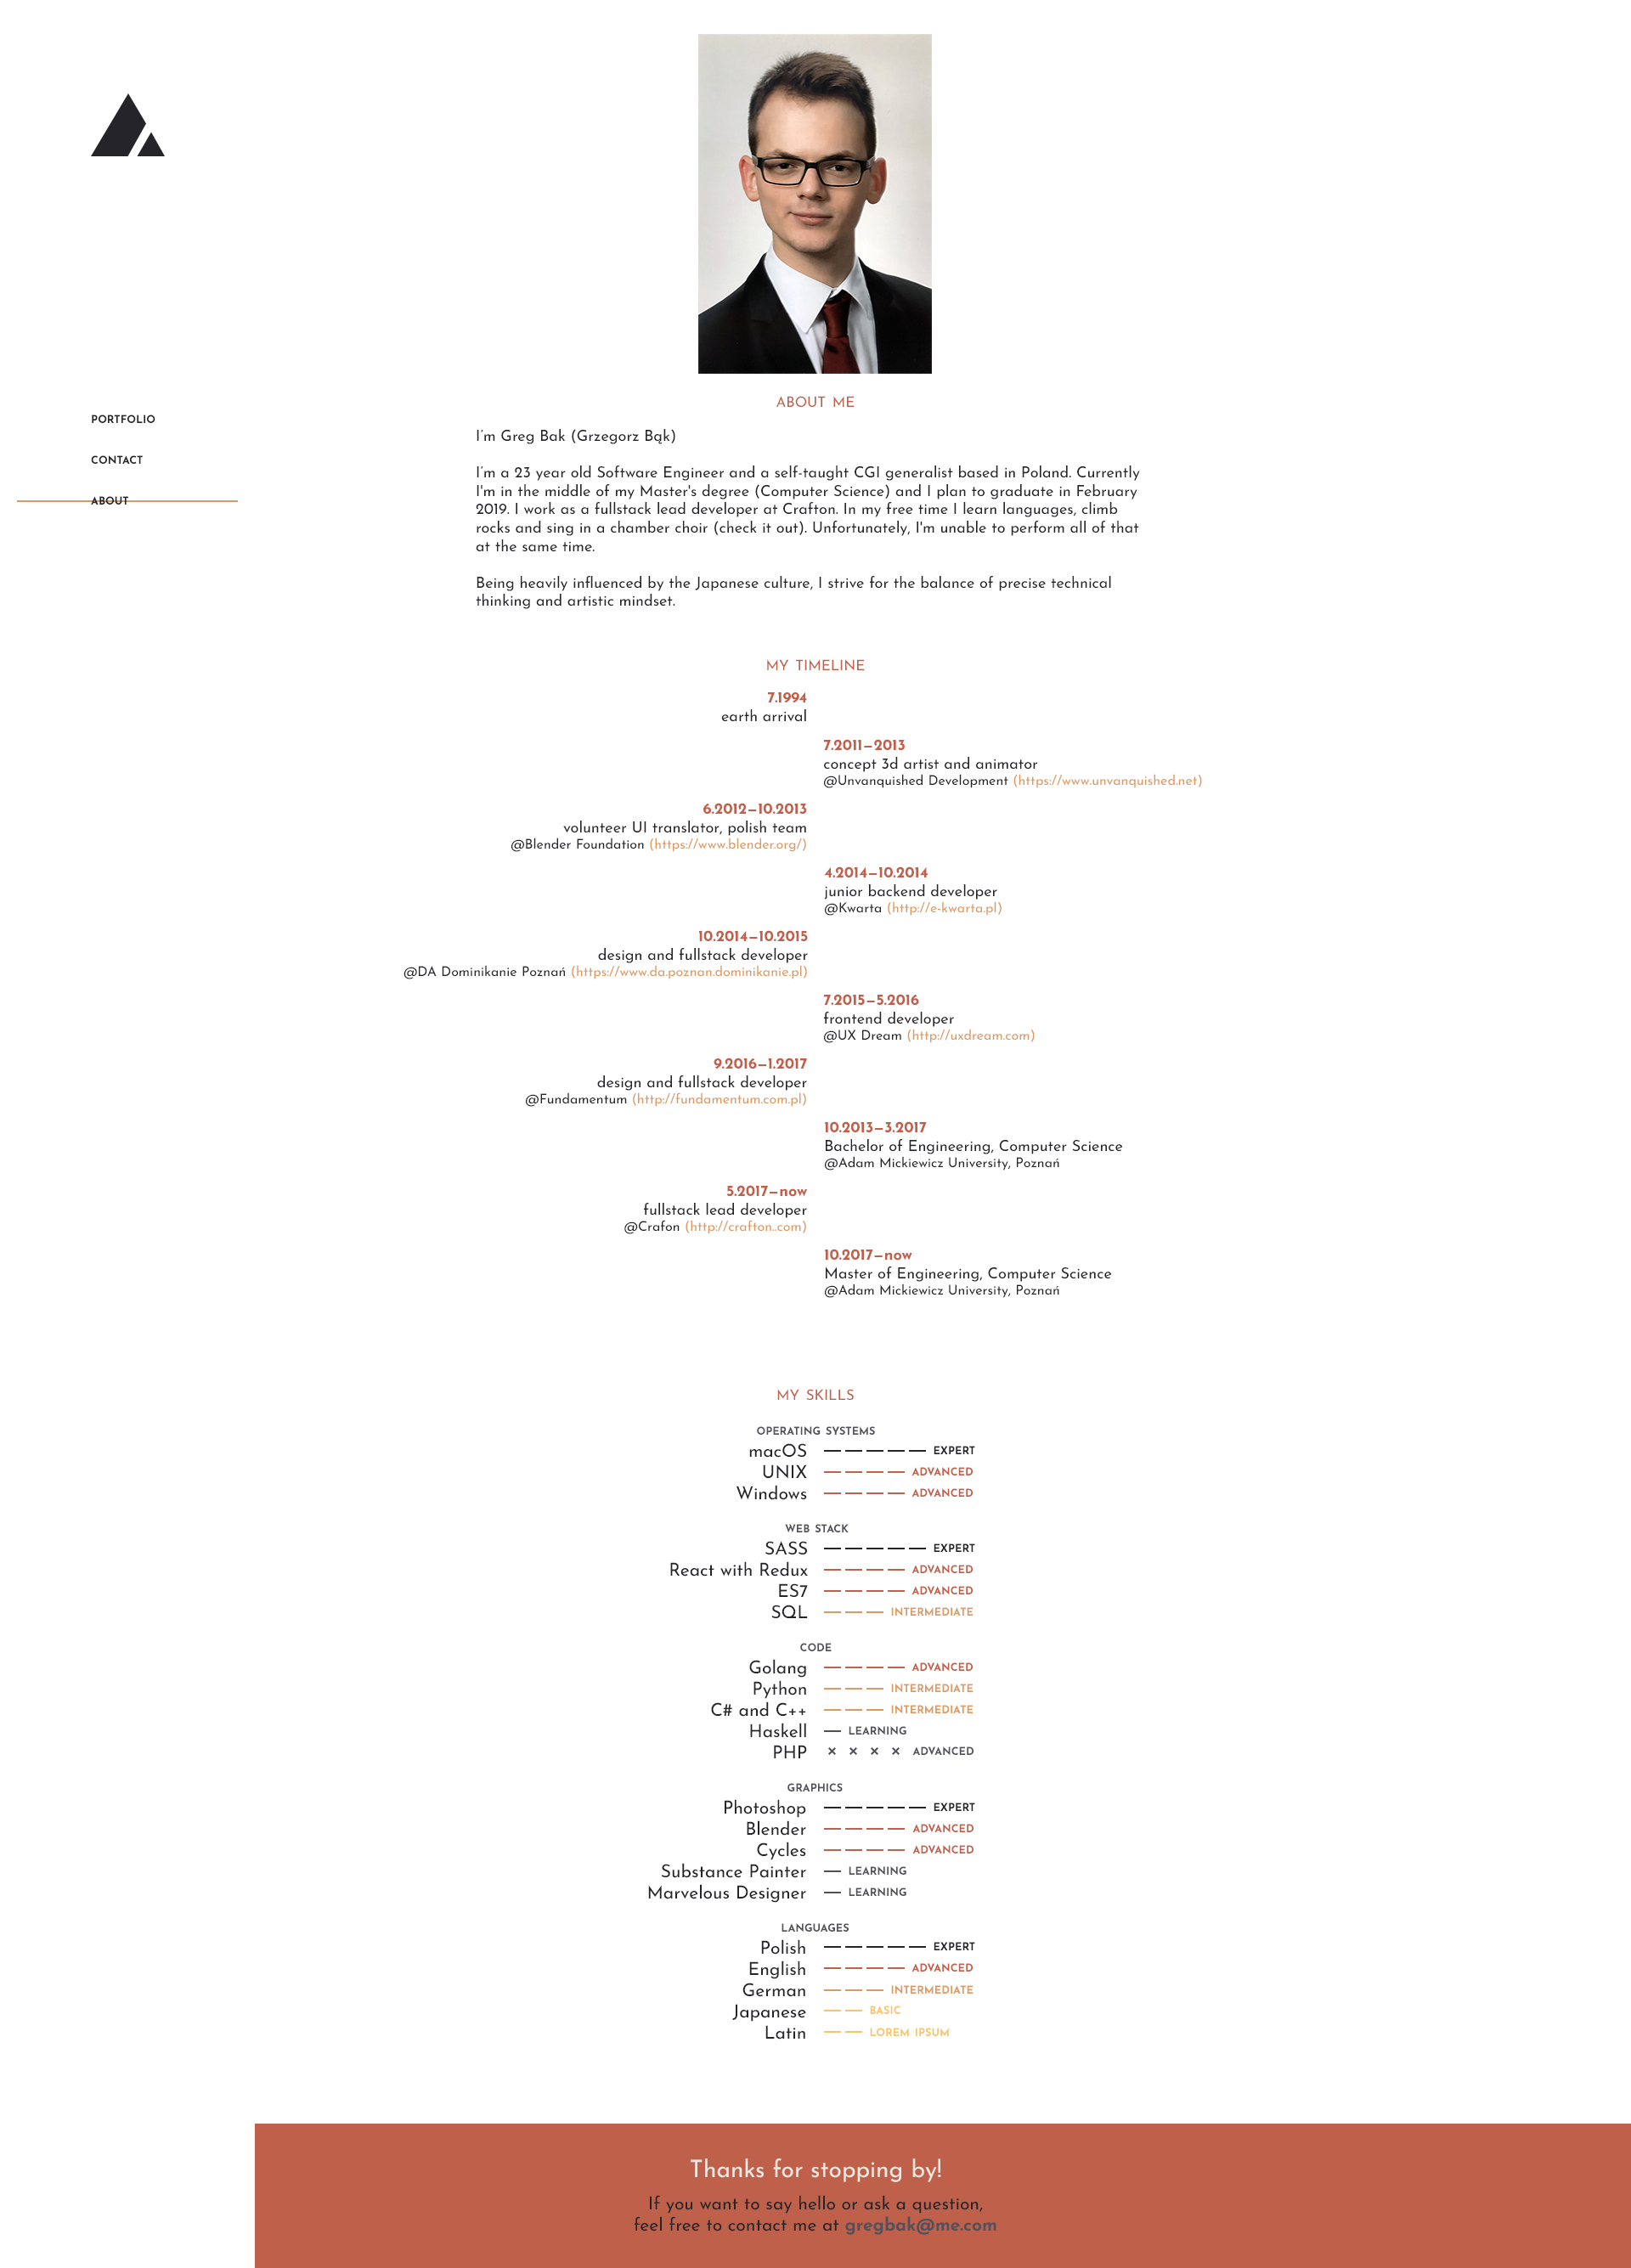 PORTFOLIO
CONTACT
ABOUT
ABOUT ME
I'm Greg Bak (Grzegorz Bąk)
I'm a 23 year old Software Engineer and a self-taught CGI generalist based in Poland. Currently
I'm in the middle of my Master's degree (Computer Science) and I plan to graduate in February
2019. I work as a fullstack lead developer at Crafton. In my free time I learn languages, climb
rocks and sing in a chamber choir (check it out). Unfortunately, I'm unable to perform all of that
at the same time.
Being heavily influenced by the Japanese culture, I strive for the balance of precise technical
thinking and artistic mindset.
MY TIMELINE
7.1994
earth arrival
7.2011–2013
concept 3d artist and animator
@Unvanquished Development (https://www.unvanquished.net)
6.2012–10.2013
volunteer UI translator, polish team
@Blender Foundation (https://www.blender.org/)
4.2014–10.2014
junior backend developer
@Kwarta (http://e-kwarta.pl)
10.2014–10.2015
design and fullstack developer
@DA Dominikanie Poznań (https://www.da.poznan.dominikanie.pl)
7.2015–5.2016
frontend developer
@UX Dream (http://uxdream.com)
9.2016–1.2017
design and fullstack developer
@Fundamentum (http://fundamentum.com.pl)
10.2013–3.2017
Bachelor of Engineering, Computer Science
@Adam Mickiewicz University, Poznań
5.2017–now
fullstack lead developer
@Crafon (http://crafton..com)
10.2017–now
Master of Engineering, Computer Science
@Adam Mickiewicz University, Poznań
MY SKILLS
OPERATING SYSTEMS
macOS EXPERT
UNIX ADVANCED
Windows ADVANCED
WEB STACK
SASS EXPERT
React with Redux ADVANCED
ES7 ADVANCED
SQL INTERMEDIATE
CODE
Golang ADVANCED
Python INTERMEDIATE
C# and C++ INTERMEDIATE
Haskell LEARNING
PHP × × × × ADVANCED
GRAPHICS
Photoshop EXPERT
Blender ADVANCED
Cycles ADVANCED
Substance Painter LEARNING
Marvelous Designer LEARNING
LANGUAGES
Polish EXPERT
English ADVANCED
German INTERMEDIATE
Japanese BASIC
Latin LOREM IPSUM
Thanks for stopping by!
If you want to say hello or ask a question,
feel free to contact me at gregbak@me.com